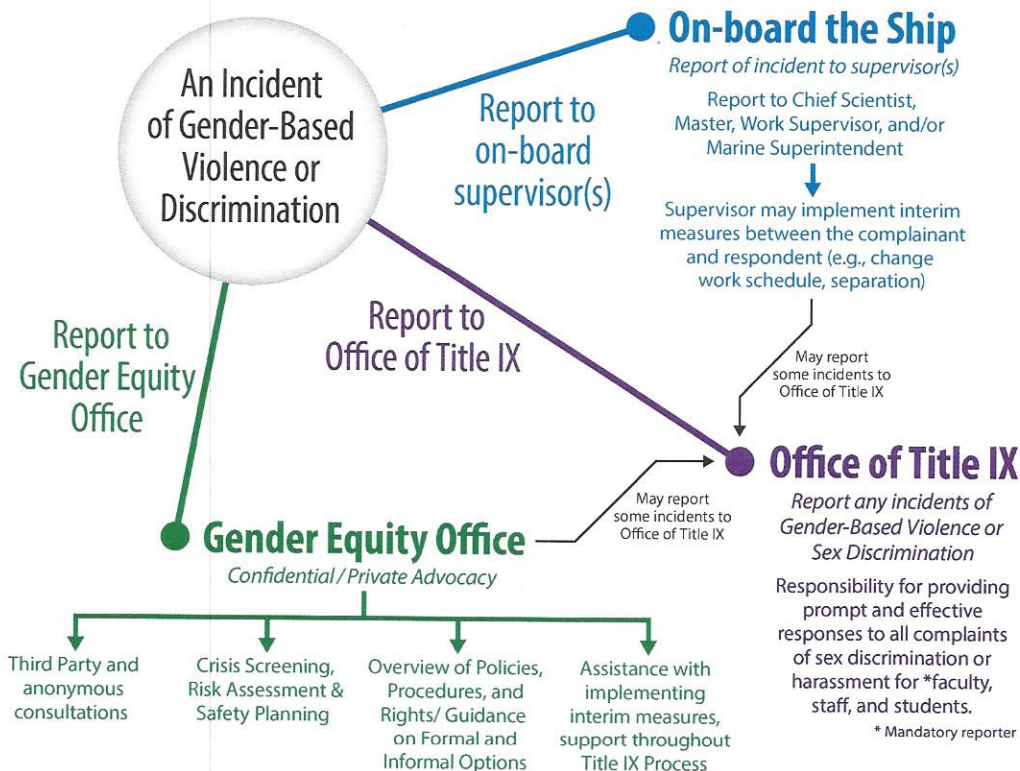 An Incident
of Gender-Based
Violence or
Discrimination
Report to
on-board
supervisor(s)
On-board the Ship
Report of incident to supervisor(s)
Report to Chief Scientist,
Master, Work Supervisor, and/or
Marine Superintendent
Supervisor may implement interim
measures between the complainant
and respondent (e.g., change
work schedule, separation)
May report
some incidents to
Office of Title IX
Report to
Office of Title IX
Office of Title IX
Report any incidents of
Gender-Based Violence or
Sex Discrimination
Responsibility for providing
prompt and effective
responses to all complaints
of sex discrimination or
harassment for *faculty,
staff, and students.
* Mandatory reporter
Report to
Gender Equity
Office
Gender Equity Office
Confidential / Private Advocacy
May report
some incidents to
Office of Title IX
Third Party and
anonymous
consultations
Crisis Screening,
Risk Assessment &
Safety Planning
Overview of Policies,
Procedures, and
Rights/ Guidance
on Formal and
Informal Options
Assistance with
implementing
interim measures,
support throughout
Title IX Process